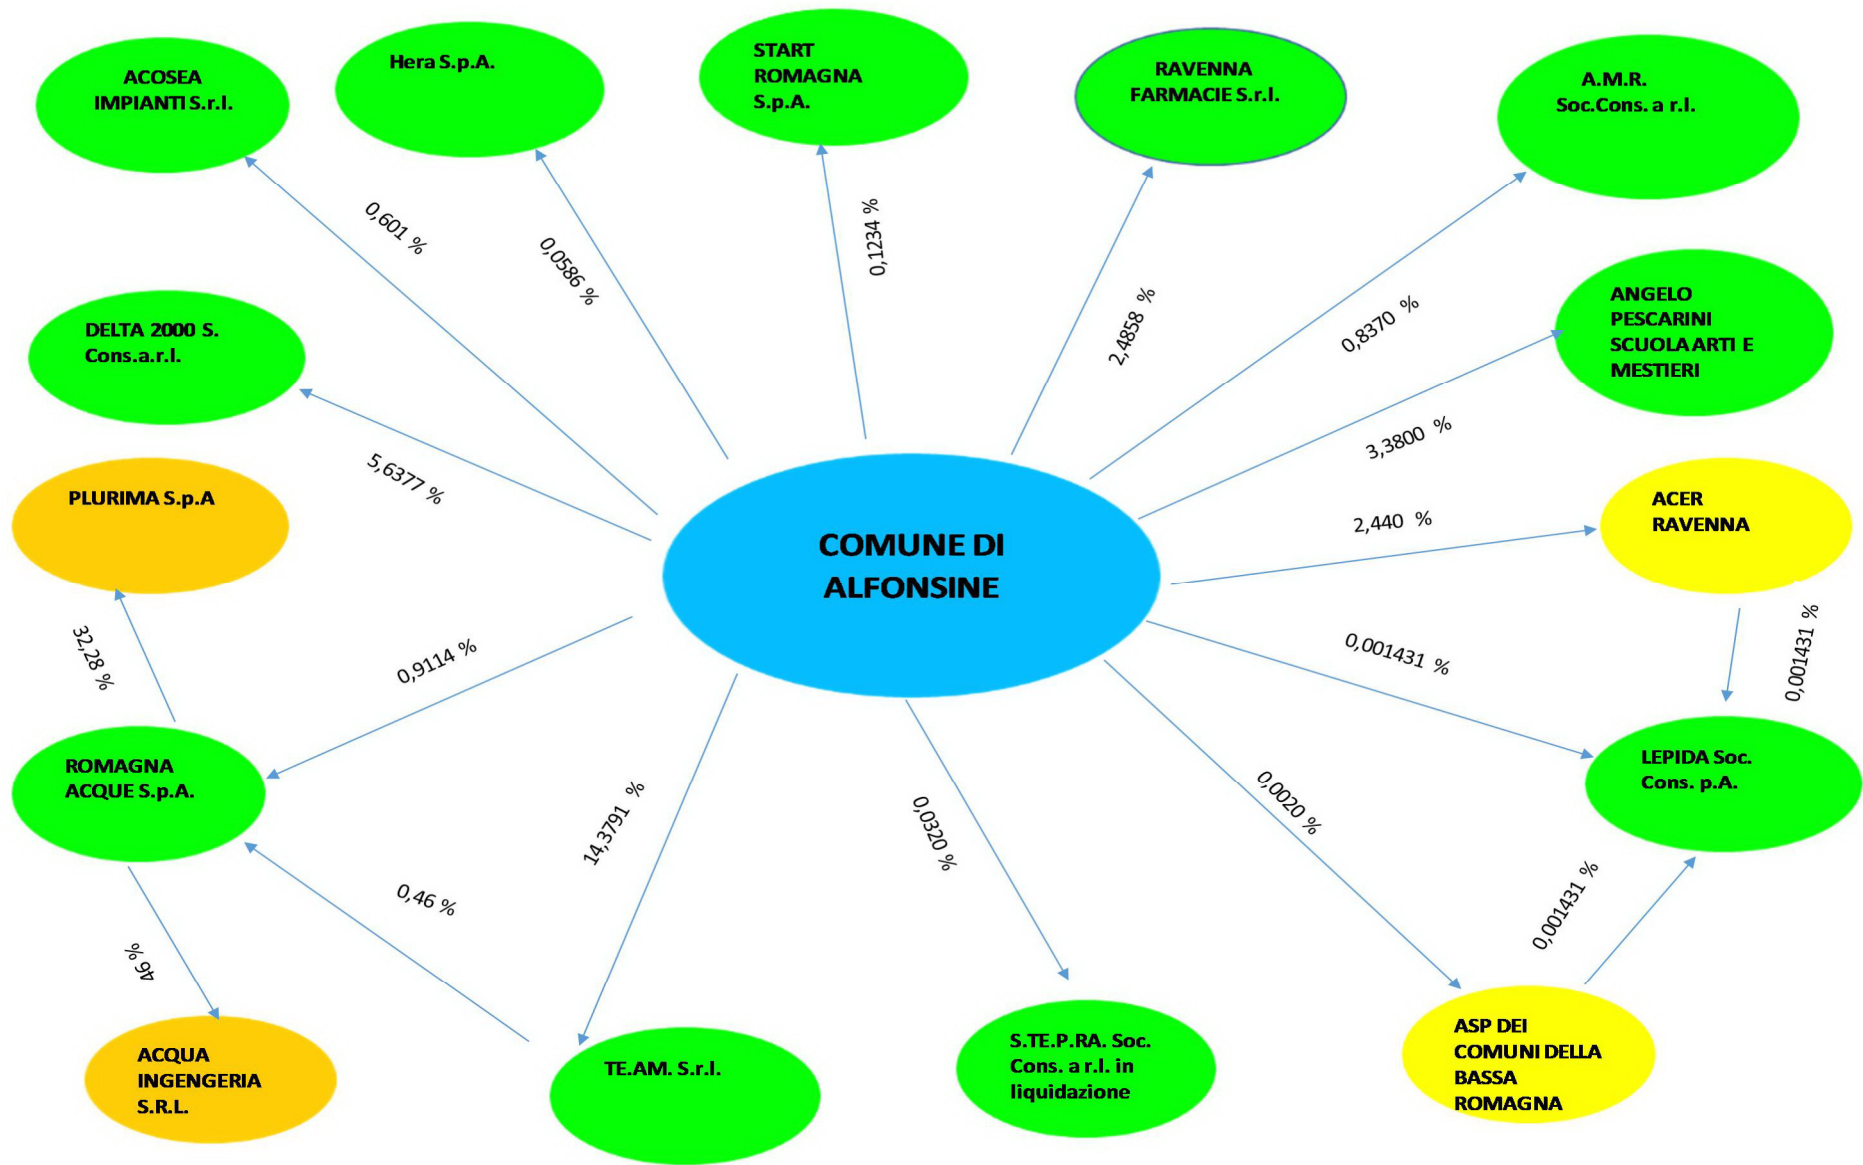 ACOSEA
IMPIANTI S.r.l.
Hera S.p.A.
START
ROMAGNA
S.p.A.
RAVENNA
FARMACIE S.r.l.
A.M.R.
Soc.Cons. a r.l.
0,601 %
0,0586 %
0,1234 %
2,4858 %
0,8370 %
ANGELO
PESCARINI
SCUOLA ARTI E
MESTIERI
DELTA 2000 S.
Cons.a.r.l.
5,6377 %
3,3800 %
PLURIMA S.p.A
COMUNE DI
ALFONSINE
2,440 %
ACER
RAVENNA
32,28 %
0,9114 %
0,001431 %
0,001431 %
ROMAGNA
ACQUE S.p.A.
14,3791 %
0,0320 %
0,0020 %
LEPIDA Soc.
Cons. p.A.
0,46 %
0,001431 %
46 %
ACQUA
INGENGERIA
S.R.L.
TE.AM. S.r.l.
S.TE.P.RA. Soc.
Cons. a r.l. in
liquidazione
ASP DEI
COMUNI DELLA
BASSA
ROMAGNA